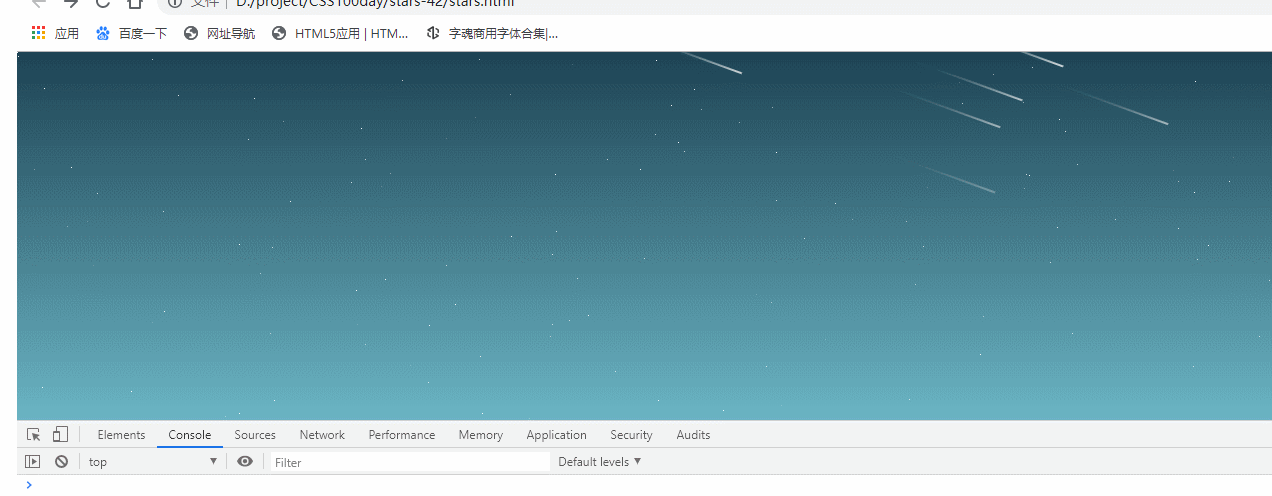 文件 | D:/project/CSS100day/stars-42/stars.html
应用 百度一下 网址导航 HTML5应用 | HTM... 字魂商用字体合集|...
Elements Console Sources Network Performance Memory Application Security Audits
top Filter Default levels